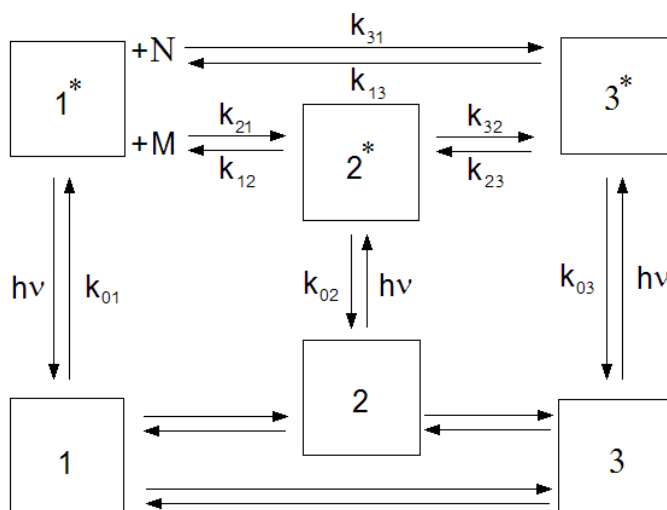 +N
k31
k13
1*
3*
+M
k21
k12
2*
k32
k23
hν
k01
k02
hν
k03
hν
1
2
3